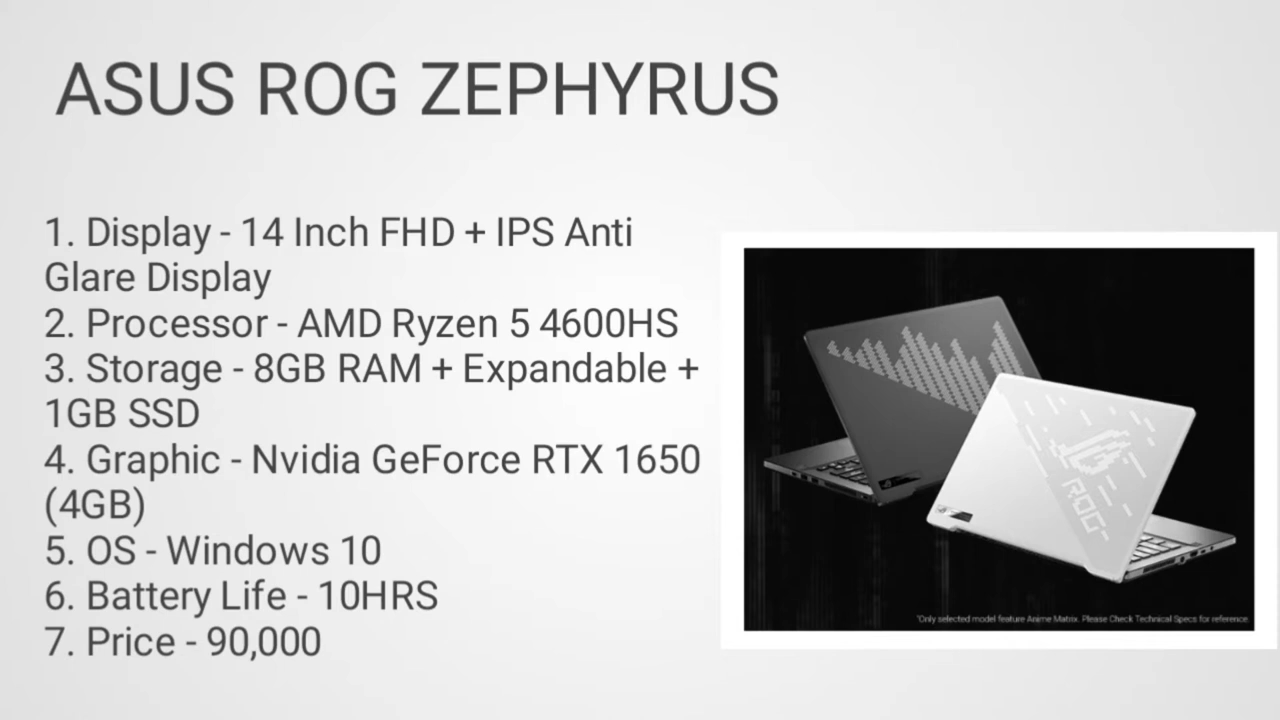 ASUS ROG ZEPHYRUS
1. Display - 14 Inch FHD + IPS Anti
Glare Display
2. Processor - AMD Ryzen 5 4600HS
3. Storage - 8GB RAM + Expandable +
1GB SSD
4. Graphic - Nvidia GeForce RTX 1650
(4GB)
5. OS - Windows 10
6. Battery Life - 10HRS
7. Price - 90,000
ROG
*Only selected model feature Anime Matrix. Please Check Technical Specs for reference.